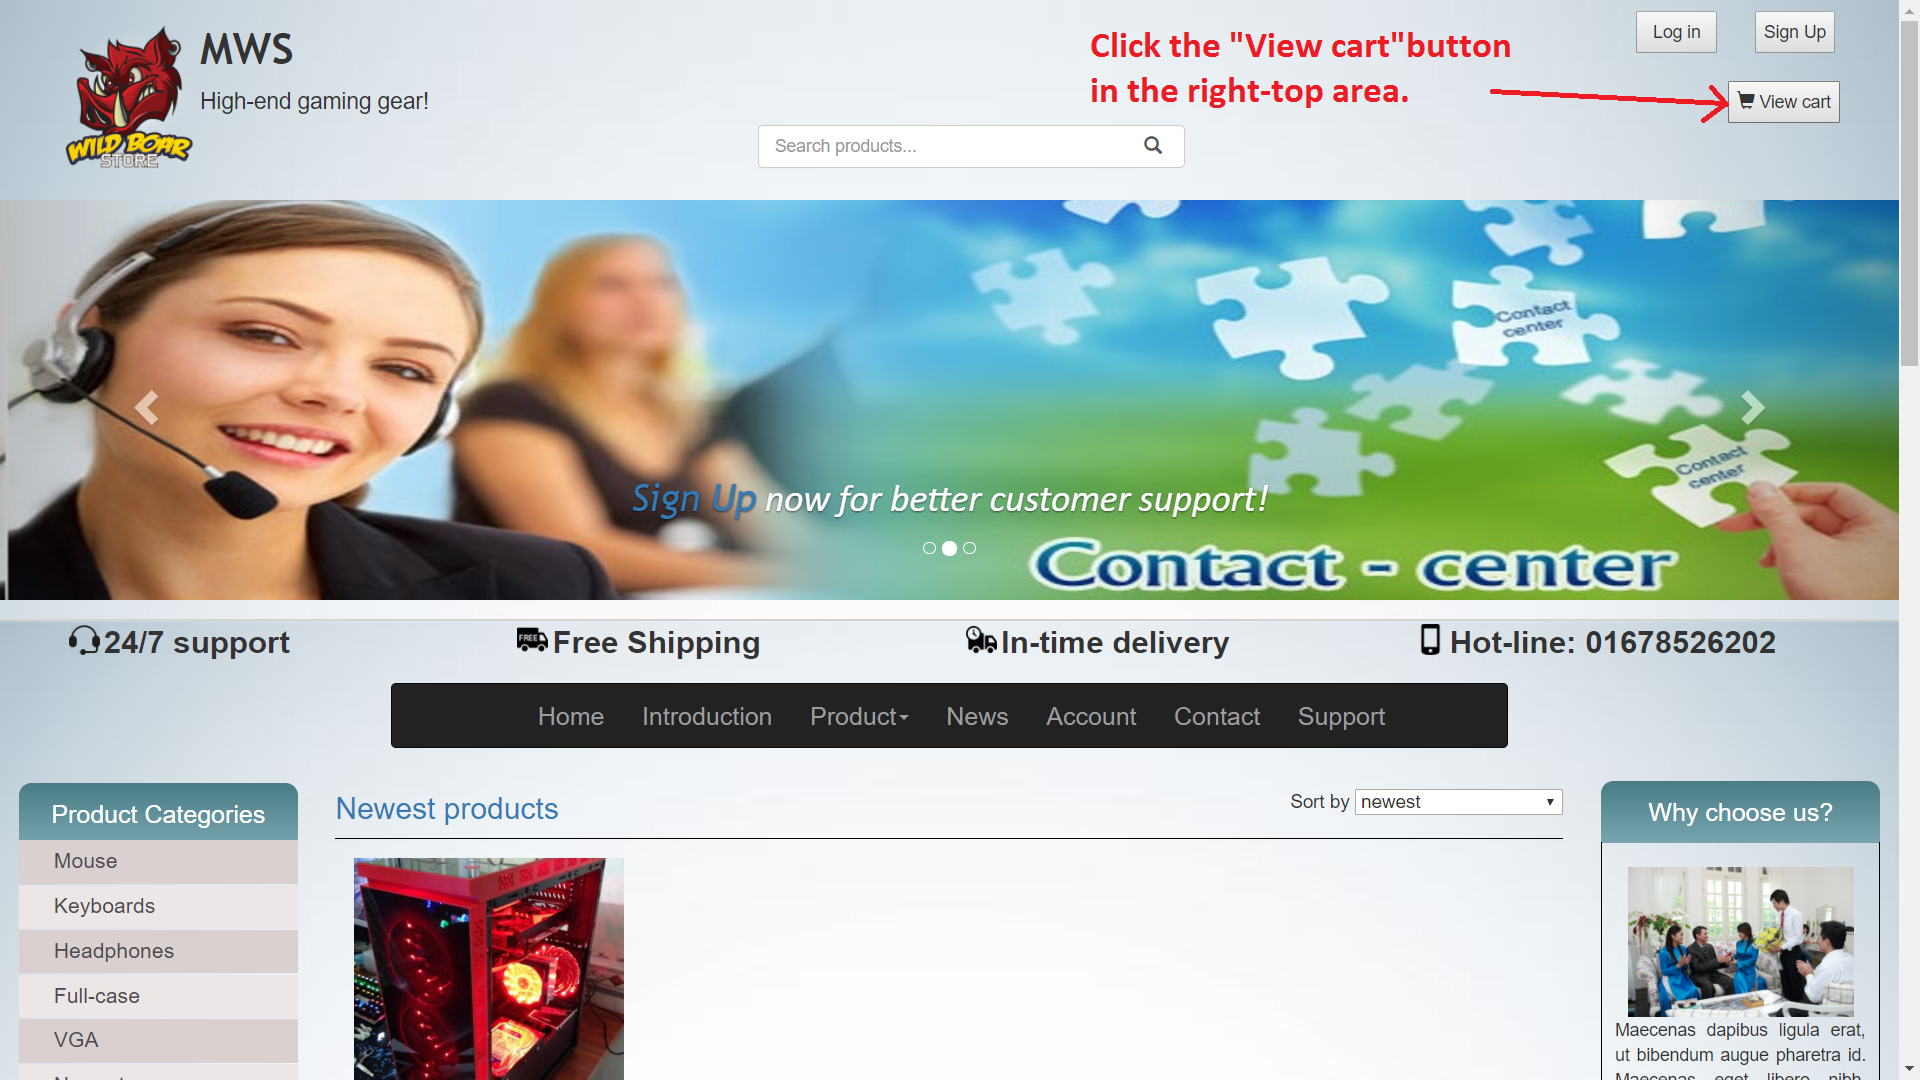 MWS
High-end gaming gear!
WILD BOAR
STORE
Click the "View cart"button
in the right-top area.
Log in
Sign Up
View cart
Search products...
Contact
center
Contact
center
Sign Up now for better customer support!
Contact - center
24/7 support
FREE
Free Shipping
In-time delivery
Hot-line: 01678526202
Home
Introduction
Product
News
Account
Contact
Support
Product Categories
Mouse
Keyboards
Headphones
Full-case
VGA
Newest products
Sort by newest
Why choose us?
Maecenas dapibus ligula erat,
ut bibendum augue pharetra id.
Maecenas eget libero nibh